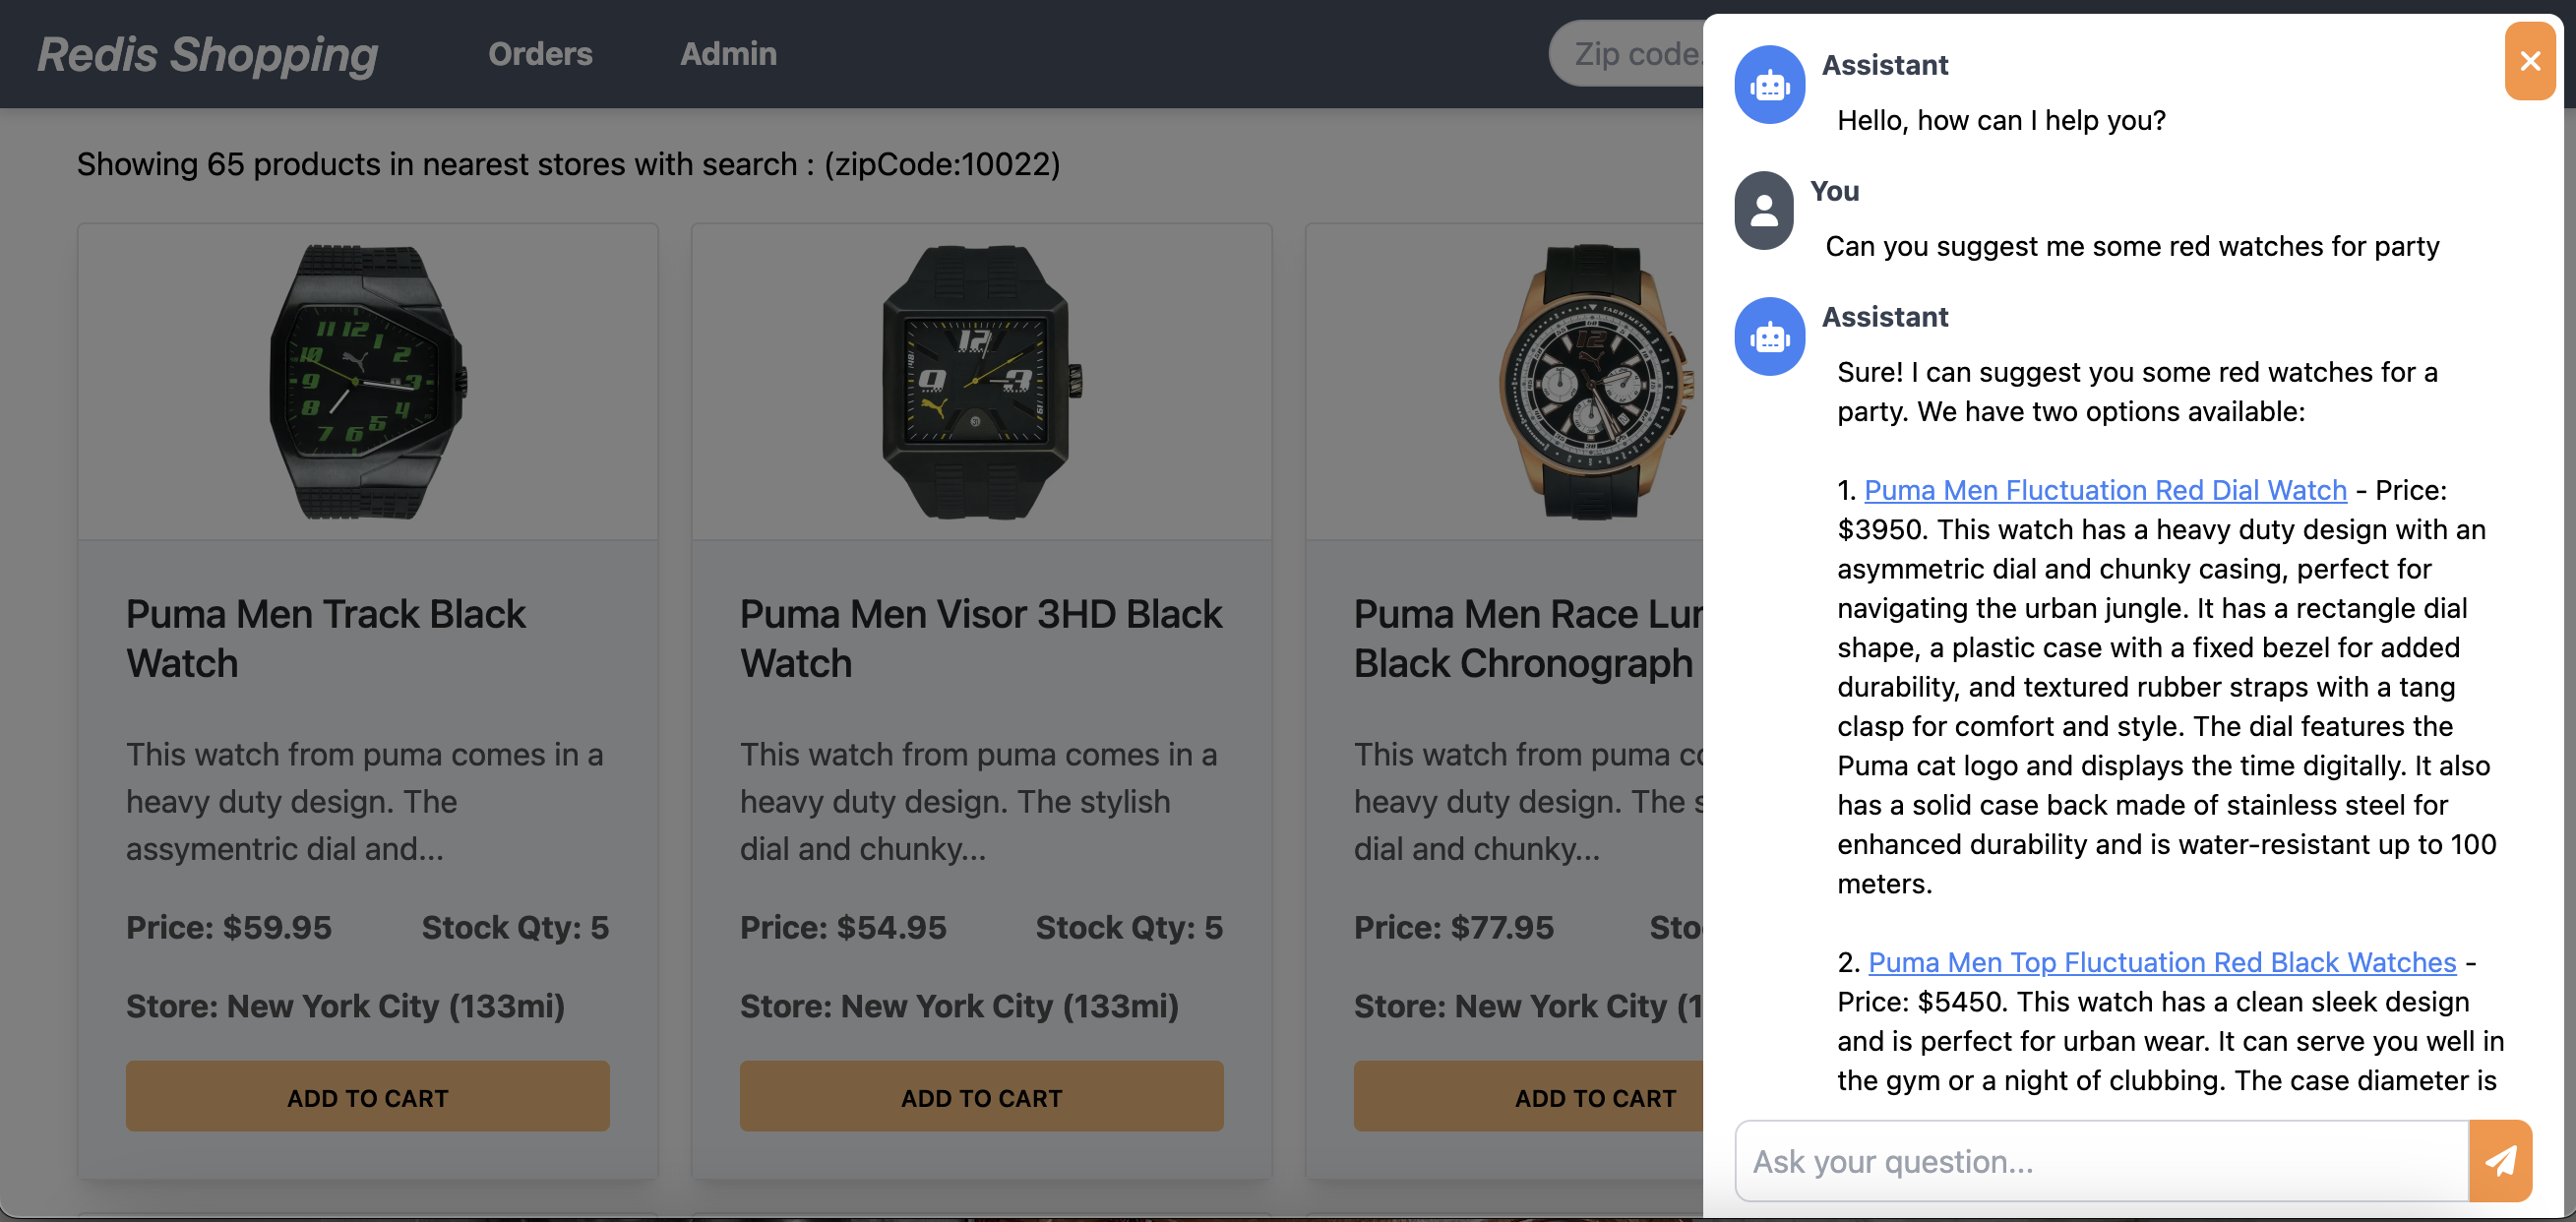 Redis Shopping
Orders
Admin
Zip code.
Showing 65 products in nearest stores with search : (zipCode:10022)
Puma Men Track Black
Watch
This watch from puma comes in a
heavy duty design. The
assymentric dial and...
Price: $59.95
Stock Qty: 5
Store: New York City (133mi)
ADD TO CART
Puma Men Visor 3HD Black
Watch
This watch from puma comes in a
heavy duty design. The stylish
dial and chunky...
Price: $54.95
Stock Qty: 5
Store: New York City (133mi)
ADD TO CART
Puma Men Race
Black Chronograph
This watch from puma
heavy duty design. The
dial and chunky...
Price: $77.95
Store: New York City
ADD TO CART
Assistant
Hello, how can I help you?
You
Can you suggest me some red watches for party
Assistant
Sure! I can suggest you some red watches for a
party. We have two options available:
1. Puma Men Fluctuation Red Dial Watch - Price:
$3950. This watch has a heavy duty design with an
asymmetric dial and chunky casing, perfect for
navigating the urban jungle. It has a rectangle dial
shape, a plastic case with a fixed bezel for added
durability, and textured rubber straps with a tang
clasp for comfort and style. The dial features the
Puma cat logo and displays the time digitally. It also
has a solid case back made of stainless steel for
enhanced durability and is water-resistant up to 100
meters.
2. Puma Men Top Fluctuation Red Black Watches -
Price: $5450. This watch has a clean sleek design
and is perfect for urban wear. It can serve you well in
the gym or a night of clubbing. The case diameter is
Ask your question...